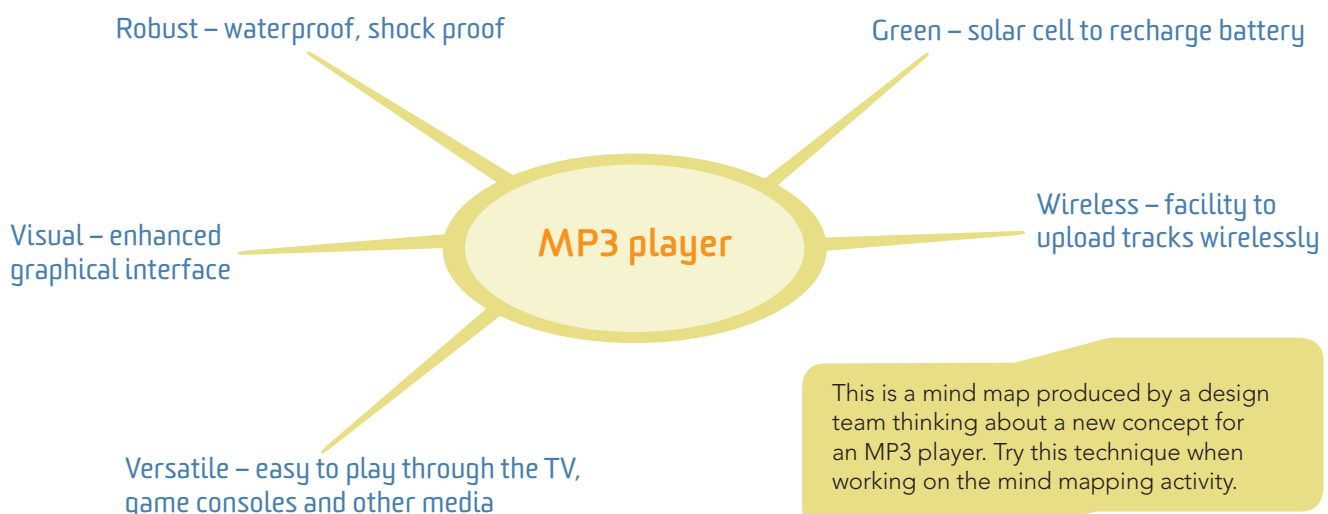 Robust – waterproof, shock proof
Green – solar cell to recharge battery
Visual – enhanced
graphical interface
MP3 player
Wireless – facility to
upload tracks wirelessly
Versatile – easy to play through the TV,
game consoles and other media
This is a mind map produced by a design
team thinking about a new concept for
an MP3 player. Try this technique when
working on the mind mapping activity.